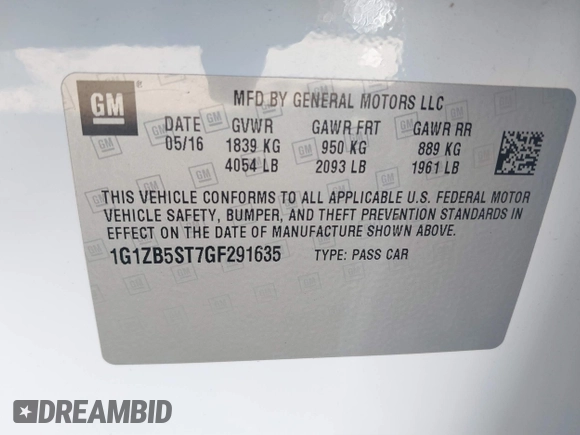 GM
MFD BY GENERAL MOTORS LLC
DATE GVWR GAWR FRT GAWR RR
05/16 1839 KG 950 KG 889 KG
4054 LB 2093 LB 1961 LB
THIS VEHICLE CONFORMS TO ALL APPLICABLE U.S. FEDERAL MOTOR
VEHICLE SAFETY, BUMPER, AND THEFT PREVENTION STANDARDS IN
EFFECT ON THE DATE OF MANUFACTURE SHOWN ABOVE.
1G1ZB5ST7GF291635 TYPE: PASS CAR
DREAMBID